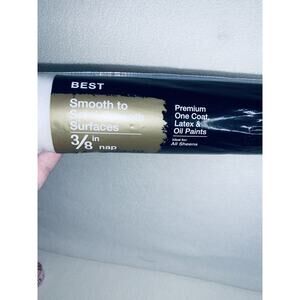 BEST
Smooth to
Surfaces
3/8 in
nap
Premium
One Coat
Latex &
Oil Paints
Ideal for
All Sheens